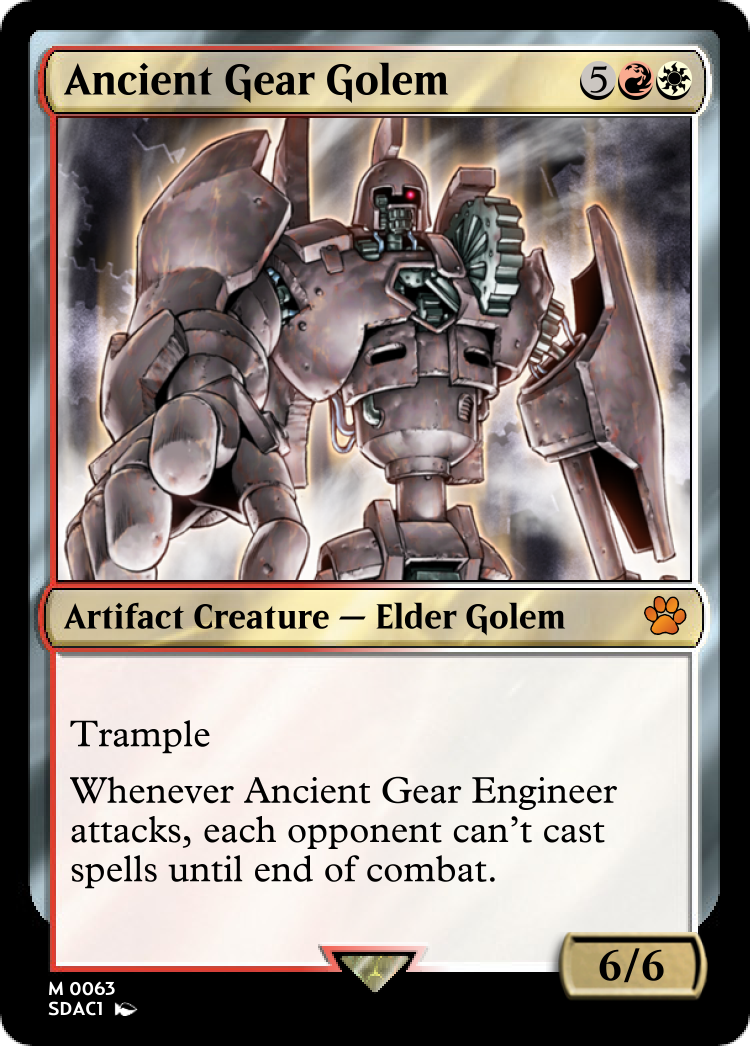 Ancient Gear Golem 5
Artifact Creature — Elder Golem
Trample
Whenever Ancient Gear Engineer
attacks, each opponent can't cast
spells until end of combat.
6/6
M 0063
SDAC1